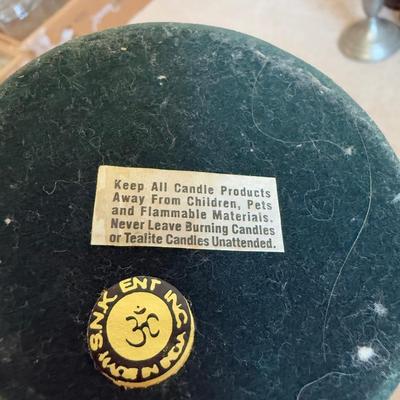 Keep All Candle Products
Away From Children, Pets
and Flammable Materials.
Never Leave Burning Candles
or Tealite Candles Unattended.
S.N.K ENT INC.
ॐ